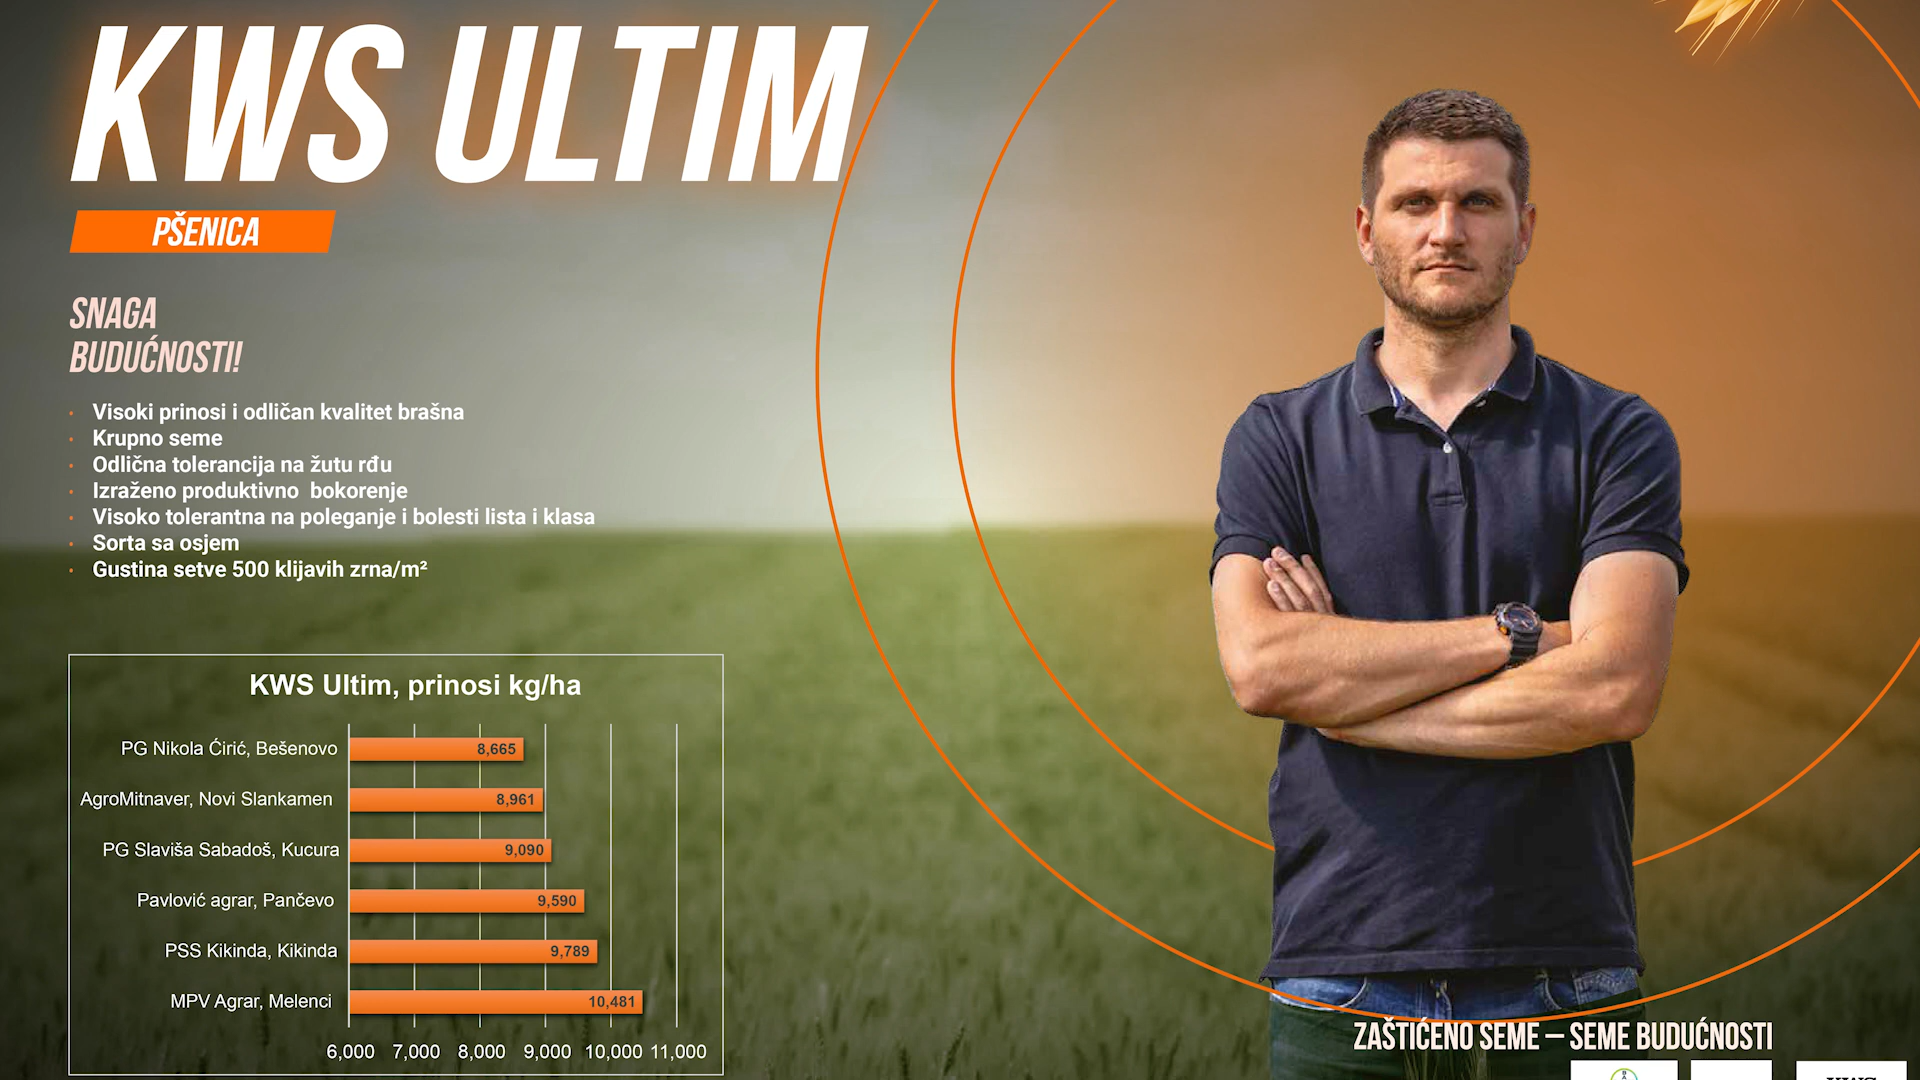 KWS ULTIM
PŠENICA
SNAGA
BUDUĆNOSTI!
· Visoki prinosi i odličan kvalitet brašna
· Krupno seme
· Odlična tolerancija na žutu rđu
· Izraženo produktivno  bokorenje
· Visoko tolerantna na poleganje i bolesti lista i klasa
· Sorta sa osjem
· Gustina setve 500 klijavih zrna/m²
KWS Ultim, prinosi kg/ha
PG Nikola Ćirić, Bešenovo 8,665
AgroMitnaver, Novi Slankamen 8,961
PG Slaviša Sabadoš, Kucura 9,090
Pavlović agrar, Pančevo 9,590
PSS Kikinda, Kikinda 9,789
MPV Agrar, Melenci 10,481
6,000 7,000 8,000 9,000 10,000 11,000
ZAŠTIĆENO SEME – SEME BUDUĆNOSTI